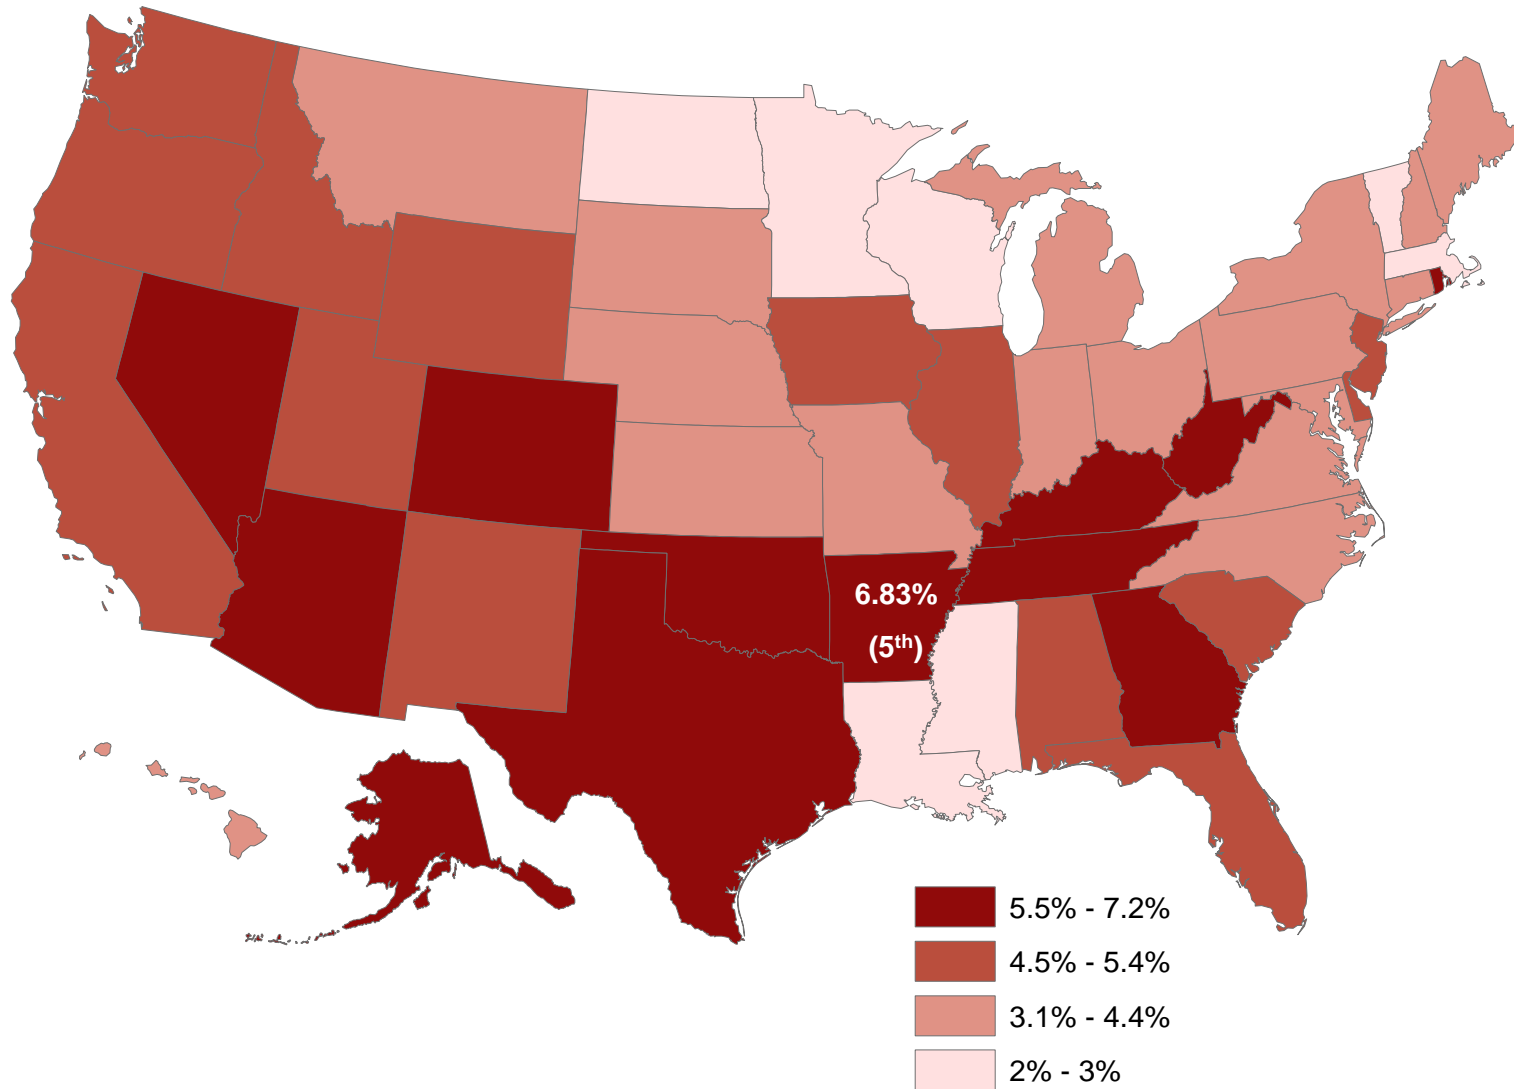 6.83%
(5th)
5.5% - 7.2%
4.5% - 5.4%
3.1% - 4.4%
2% - 3%